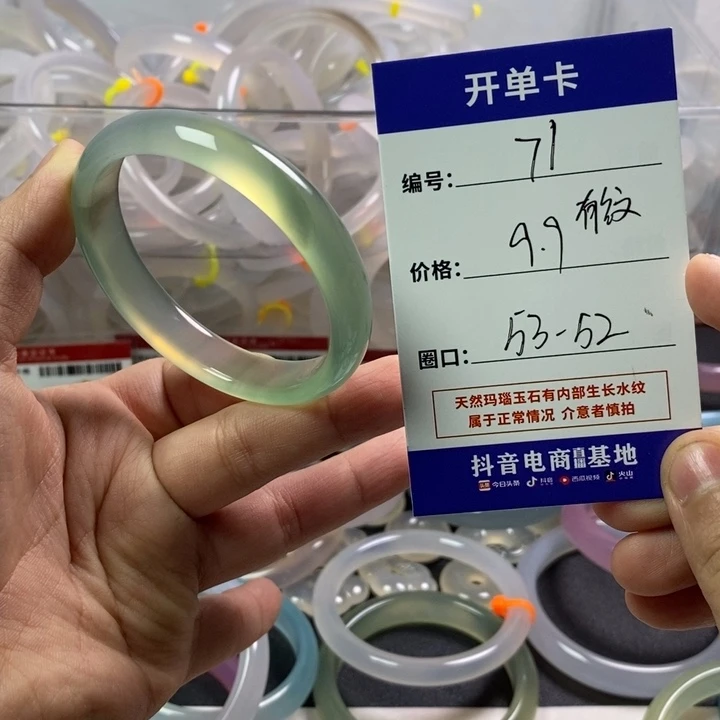 开单卡
编号: 71
有纹
价格: 9.9
圈口: 53-52
天然玛瑙玉石有内部生长水纹
属于正常情况 介意者慎拍
抖音电商直播基地
头条 今日头条 抖音 西瓜视频 火山